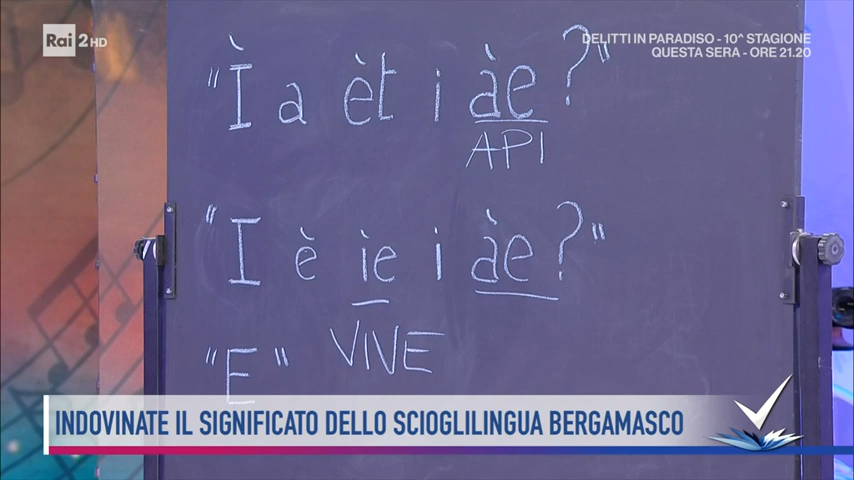 Rai 2 HD
DELITTI IN PARADISO - 10^ STAGIONE
QUESTA SERA - ORE 21.20
"Ì a èt i àe?"
API
"I è ìe i àe?"
VIVE
"E"
INDOVINATE IL SIGNIFICATO DELLO SCIOGLILINGUA BERGAMASCO